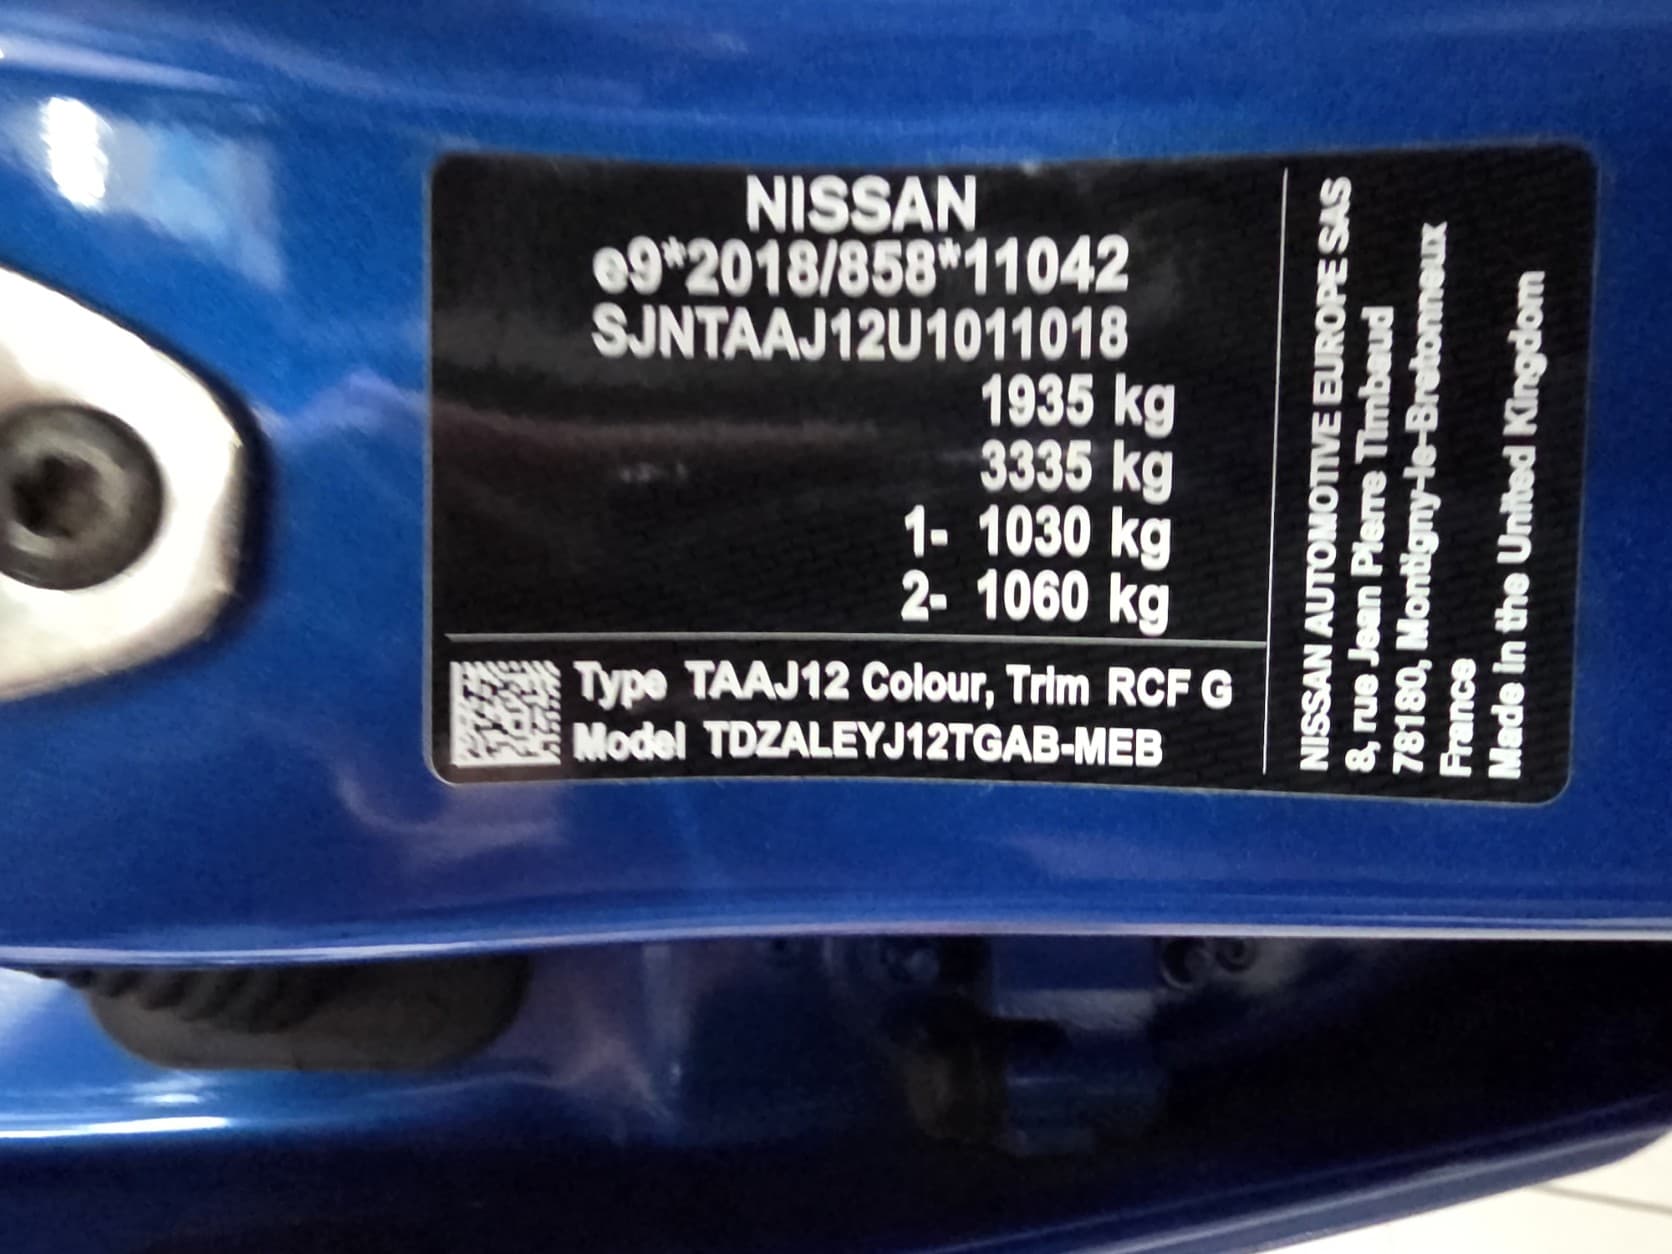 NISSAN
e9*2018/858*11042
SJNTAAJ12U1011018
1935 kg
3335 kg
1- 1030 kg
2- 1060 kg
Type TAAJ12 Colour, Trim RCF G
Model TDZALEYJ12TGAB-MEB
NISSAN AUTOMOTIVE EUROPE SAS
8, rue Jean Pierre Timbaud
78180, Montigny-le-Bretonneux
France
Made in the United Kingdom